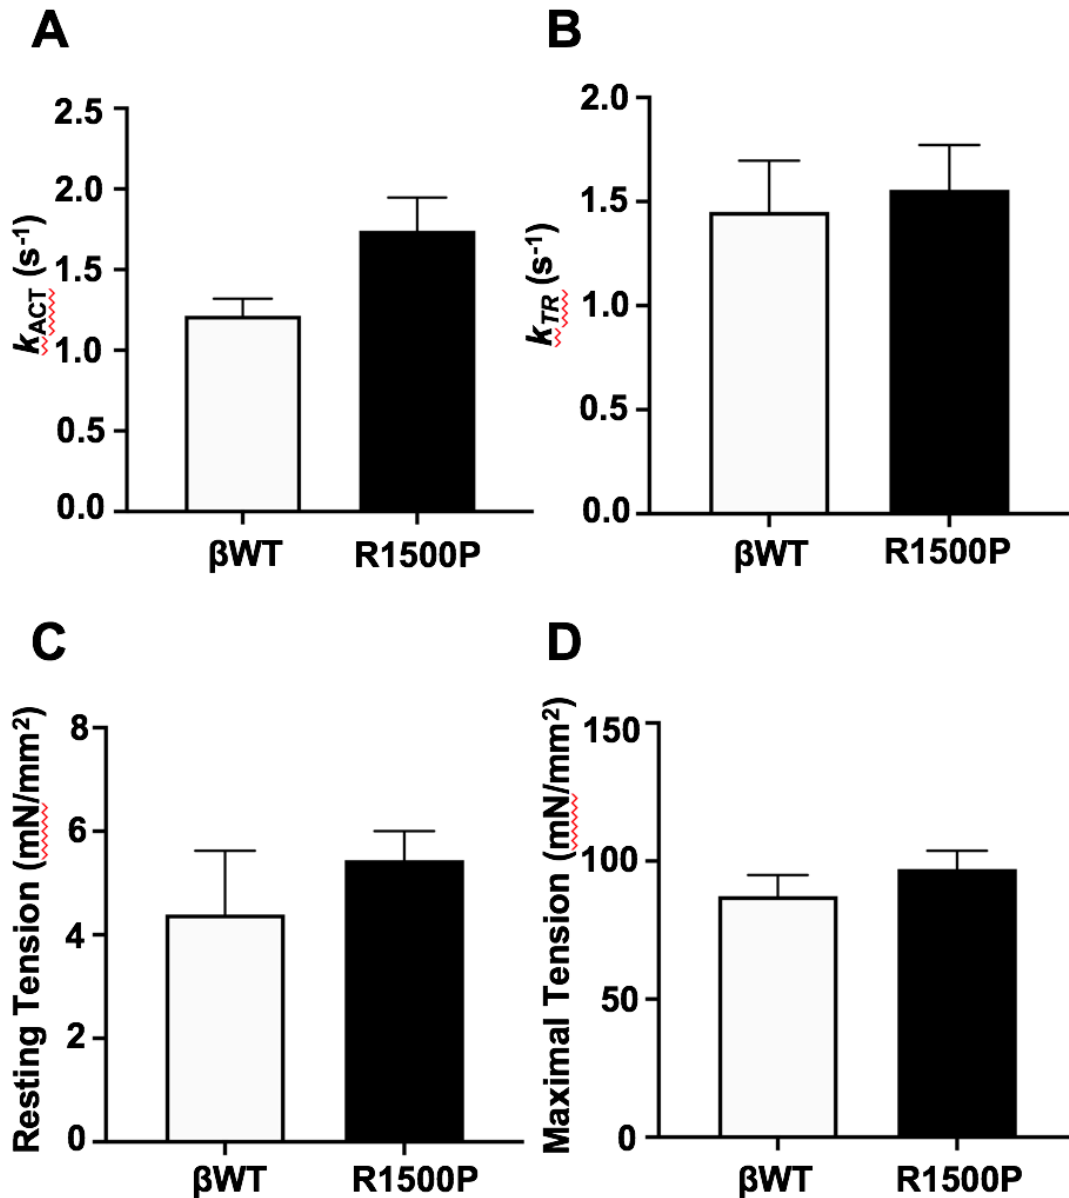 A
k_ACT (s⁻¹)
2.5
2.0
1.5
1.0
0.5
0.0
βWT R1500P
B
k_TR (s⁻¹)
2.0
1.5
1.0
0.5
0.0
βWT R1500P
C
Resting Tension (mN/mm²)
8
6
4
2
0
βWT R1500P
D
Maximal Tension (mN/mm²)
150
100
50
0
βWT R1500P